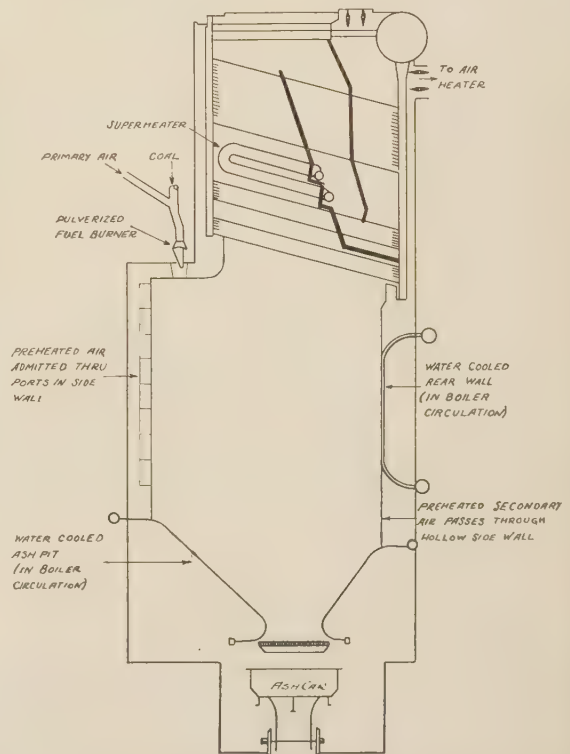 TO AIR
HEATER
SUPERHEATER
PRIMARY AIR
COAL
PULVERIZED
FUEL BURNER
PREHEATED AIR
ADMITTED THRU
PORTS IN SIDE
WALL
WATER COOLED
REAR WALL
(IN BOILER
CIRCULATION)
WATER COOLED
ASH PIT
(IN BOILER
CIRCULATION)
PREHEATED SECONDARY
AIR PASSES THROUGH
HOLLOW SIDE WALL
ASH CAR